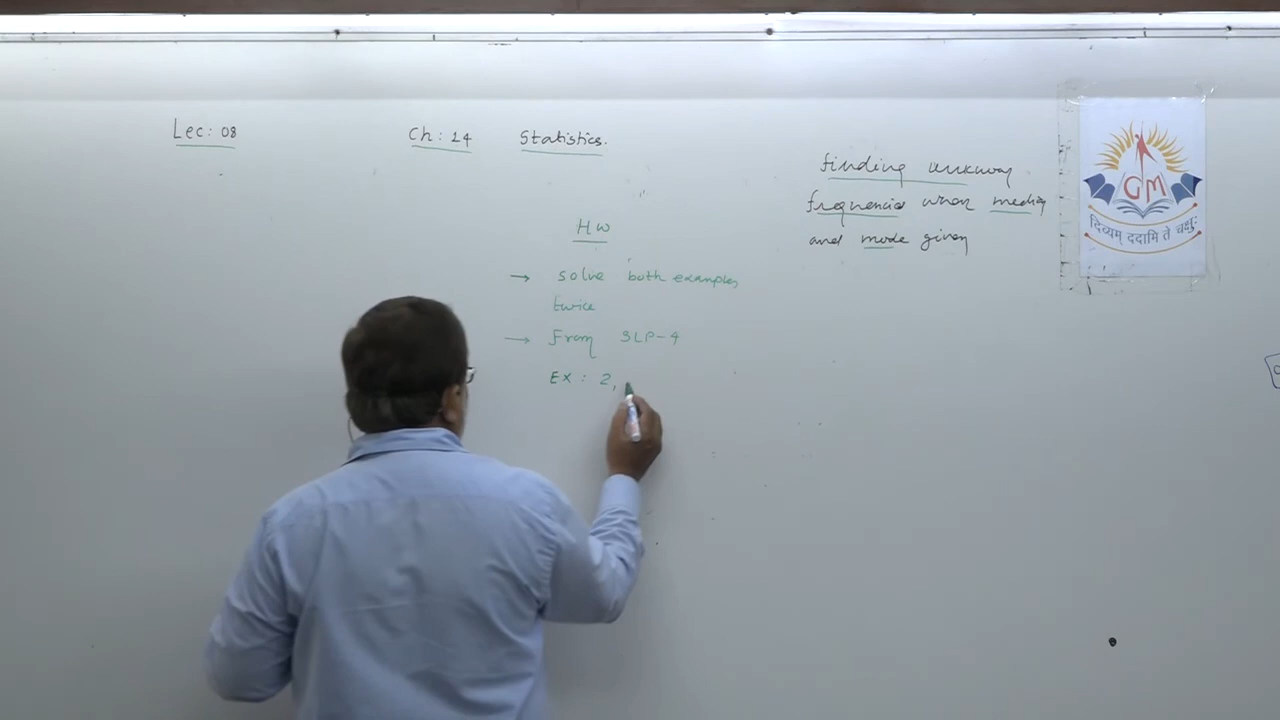 Lec: 08
Ch: 14 Statistics.
finding unknown
frequencies when median
and mode given
GM
दिव्यम् ददामि ते चक्षुः
HW
→ solve both examples
twice
→ From SLP-4
EX: 2,